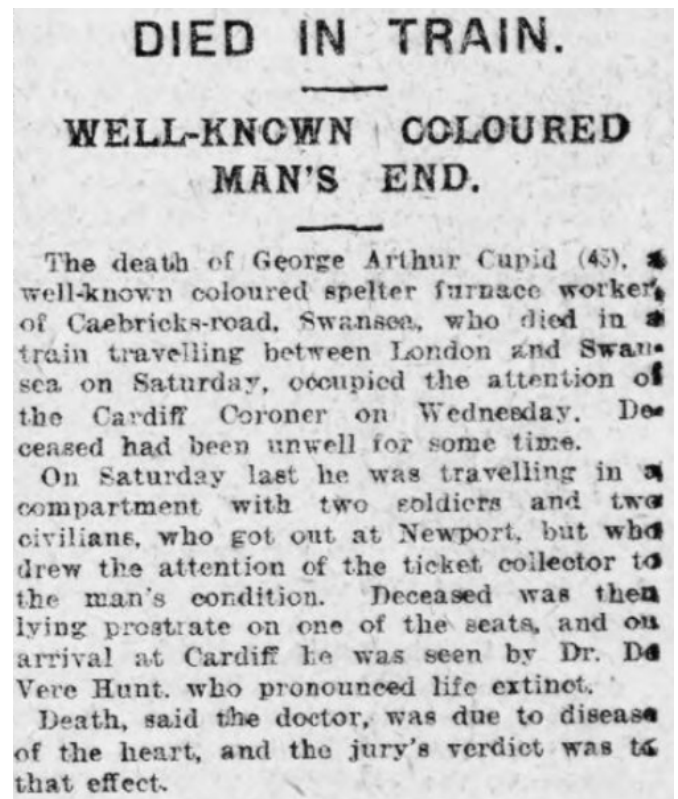 DIED IN TRAIN.
WELL-KNOWN COLOURED
MAN'S END.
The death of George Arthur Cupid (43), a
well-known coloured spelter furnace worker,
of Caebricks-road, Swansea, who died in a
train travelling between London and Swan-
sea on Saturday, occupied the attention of
the Cardiff Coroner on Wednesday. De-
ceased had been unwell for some time.
On Saturday last he was travelling in a
compartment with two soldiers and two
civilians, who got out at Newport, but who
drew the attention of the ticket collector to
the man's condition. Deceased was then
lying prostrate on one of the seats, and on
arrival at Cardiff he was seen by Dr. De
Vere Hunt, who pronounced life extinct.
Death, said the doctor, was due to disease
of the heart, and the jury's verdict was to
that effect.